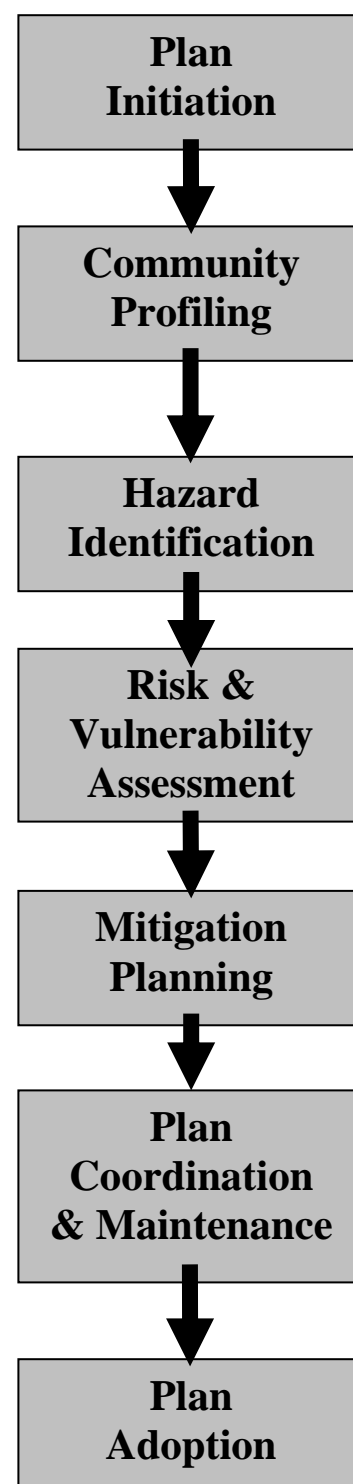 Plan
Initiation
Community
Profiling
Hazard
Identification
Risk &
Vulnerability
Assessment
Mitigation
Planning
Plan
Coordination
& Maintenance
Plan
Adoption